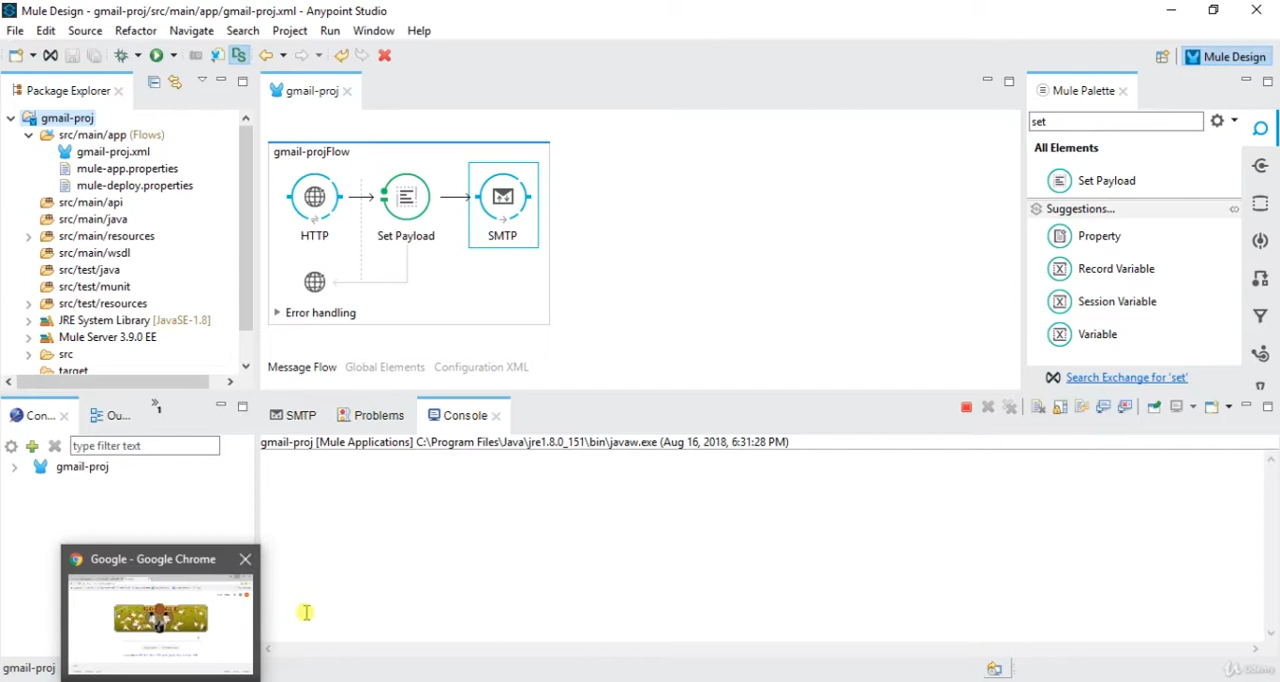 Mule Design - gmail-proj/src/main/app/gmail-proj.xml - Anypoint Studio
File Edit Source Refactor Navigate Search Project Run Window Help
Mule Design
Package Explorer
gmail-proj
src/main/app (Flows)
gmail-proj.xml
mule-app.properties
mule-deploy.properties
src/main/api
src/main/java
src/main/resources
src/main/wsdl
src/test/java
src/test/munit
src/test/resources
JRE System Library [JavaSE-1.8]
Mule Server 3.9.0 EE
src
target
gmail-proj
gmail-projFlow
HTTP
Set Payload
SMTP
Error handling
Message Flow Global Elements Configuration XML
Mule Palette
set
All Elements
Set Payload
Suggestions...
Property
Record Variable
Session Variable
Variable
Search Exchange for 'set'
Con...
Ou...
1
type filter text
gmail-proj
SMTP
Problems
Console
gmail-proj [Mule Applications] C:\Program Files\Java\jre1.8.0_151\bin\javaw.exe (Aug 16, 2018, 6:31:28 PM)
Google - Google Chrome
gmail-proj
Udemy